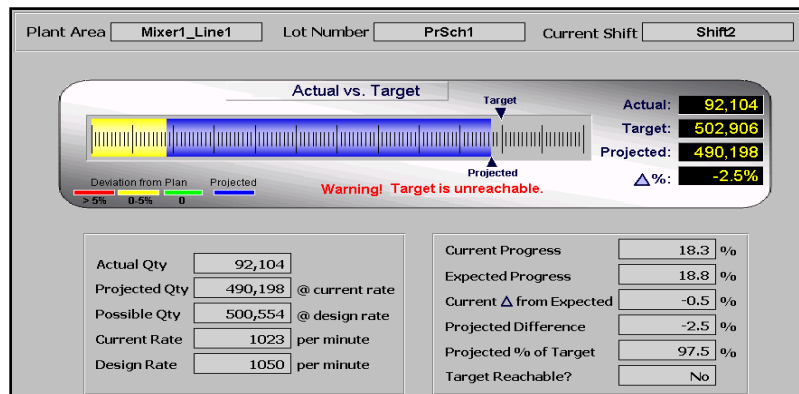 Plant Area Mixer1_Line1 Lot Number PrSch1 Current Shift Shift2
Actual vs. Target
Target
Actual: 92,104
Target: 502,906
Projected: 490,198
Δ%: -2.5%
Projected
Deviation from Plan Projected
> 5% 0-5% 0
Warning! Target is unreachable.
Actual Qty 92,104
Projected Qty 490,198 @ current rate
Possible Qty 500,554 @ design rate
Current Rate 1023 per minute
Design Rate 1050 per minute
Current Progress 18.3 %
Expected Progress 18.8 %
Current Δ from Expected -0.5 %
Projected Difference -2.5 %
Projected % of Target 97.5 %
Target Reachable? No